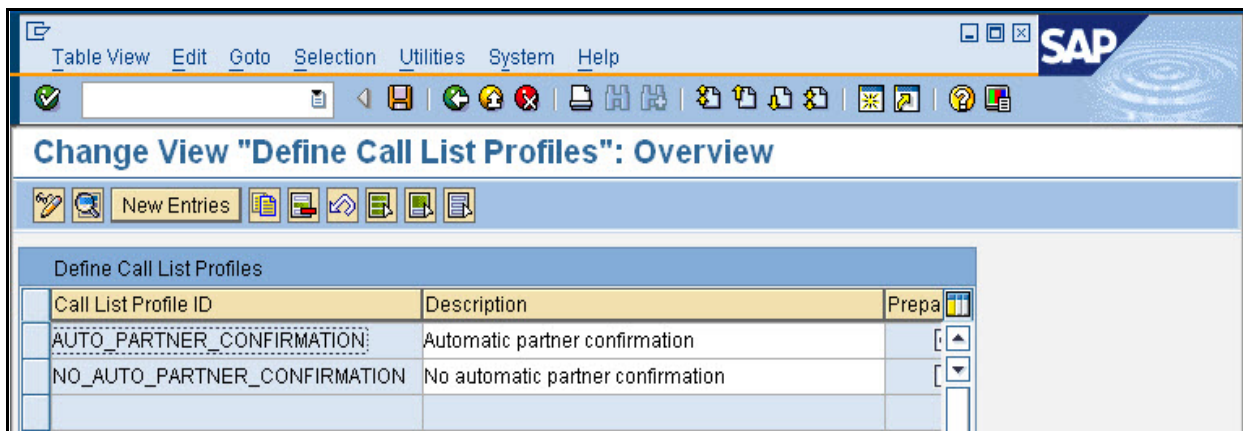 SAP
Table View Edit Goto Selection Utilities System Help
Change View "Define Call List Profiles": Overview
New Entries
Define Call List Profiles
Call List Profile ID Description Prepa
AUTO_PARTNER_CONFIRMATION Automatic partner confirmation
NO_AUTO_PARTNER_CONFIRMATION No automatic partner confirmation